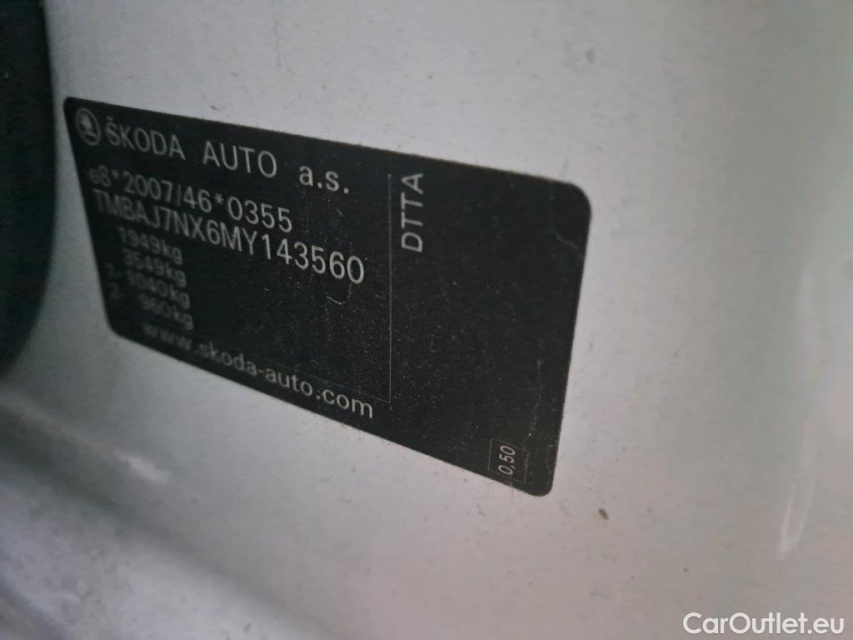 ŠKODA AUTO a.s.
e8*2007/46*0355
TMBAJ7NX6MY143560
1949kg
3549kg
1- 1040kg
2- 960kg
www.skoda-auto.com
DTTA
0,50
CarOutlet.eu